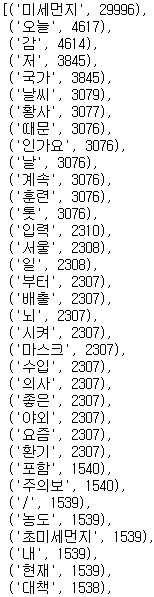 [('미세먼지', 29996),
('오늘', 4617),
('감', 4614),
('저', 3845),
('국가', 3845),
('날씨', 3079),
('황사', 3077),
('때문', 3076),
('인가요', 3076),
('날', 3076),
('계속', 3076),
('훈련', 3076),
('톳', 3076),
('입력', 2310),
('서울', 2308),
('일', 2308),
('부터', 2307),
('배출', 2307),
('뇌', 2307),
('시켜', 2307),
('마스크', 2307),
('수입', 2307),
('의사', 2307),
('좋은', 2307),
('야외', 2307),
('요즘', 2307),
('환기', 2307),
('포함', 1540),
('주의보', 1540),
('/', 1539),
('농도', 1539),
('초미세먼지', 1539),
('내', 1539),
('현재', 1539),
('대책', 1538),